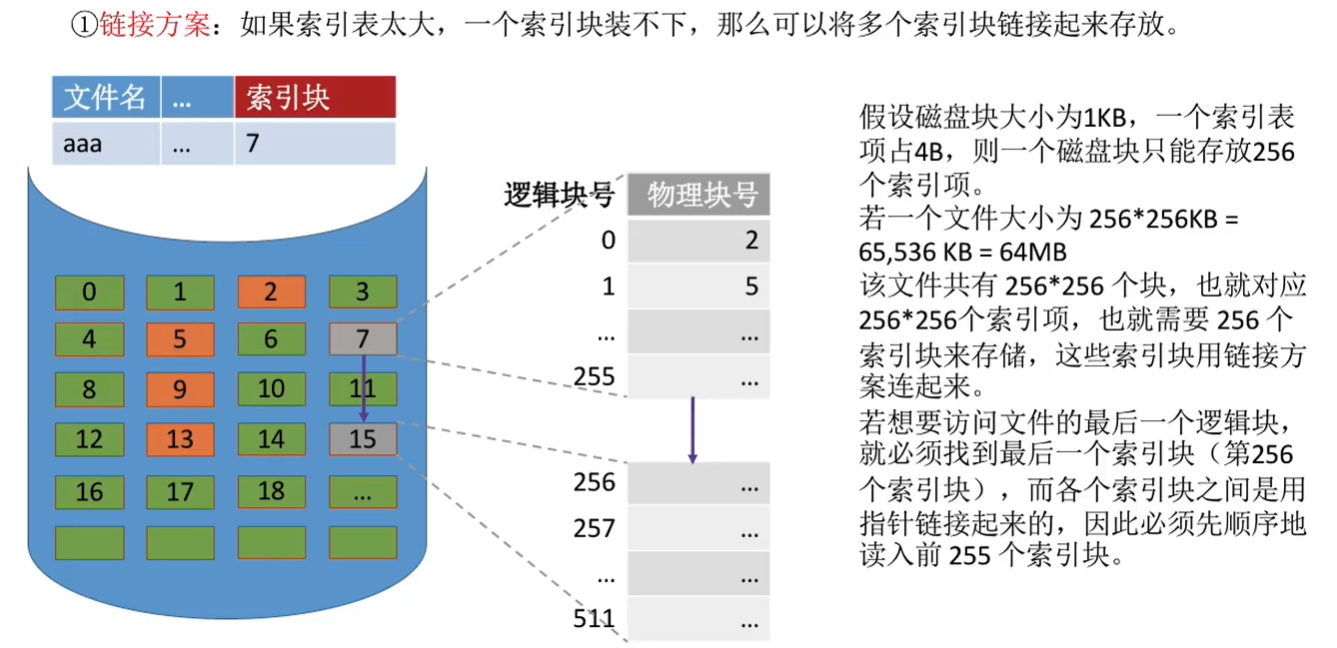 ①链接方案：如果索引表太大，一个索引块装不下，那么可以将多个索引块链接起来存放。
文件名 ... 索引块
aaa ... 7
0 1 2 3
4 5 6 7
8 9 10 11
12 13 14 15
16 17 18 ...
逻辑块号 物理块号
0 2
1 5
... ...
255 ...
256 ...
257 ...
... ...
511 ...
假设磁盘块大小为1KB，一个索引表
项占4B，则一个磁盘块只能存放256
个索引项。
若一个文件大小为 256*256KB =
65,536 KB = 64MB
该文件共有 256*256 个块，也就对应
256*256个索引项，也就需要 256 个
索引块来存储，这些索引块用链接方
案连起来。
若想要访问文件的最后一个逻辑块，
就必须找到最后一个索引块（第256
个索引块），而各个索引块之间是用
指针链接起来的，因此必须先顺序地
读入前 255 个索引块。